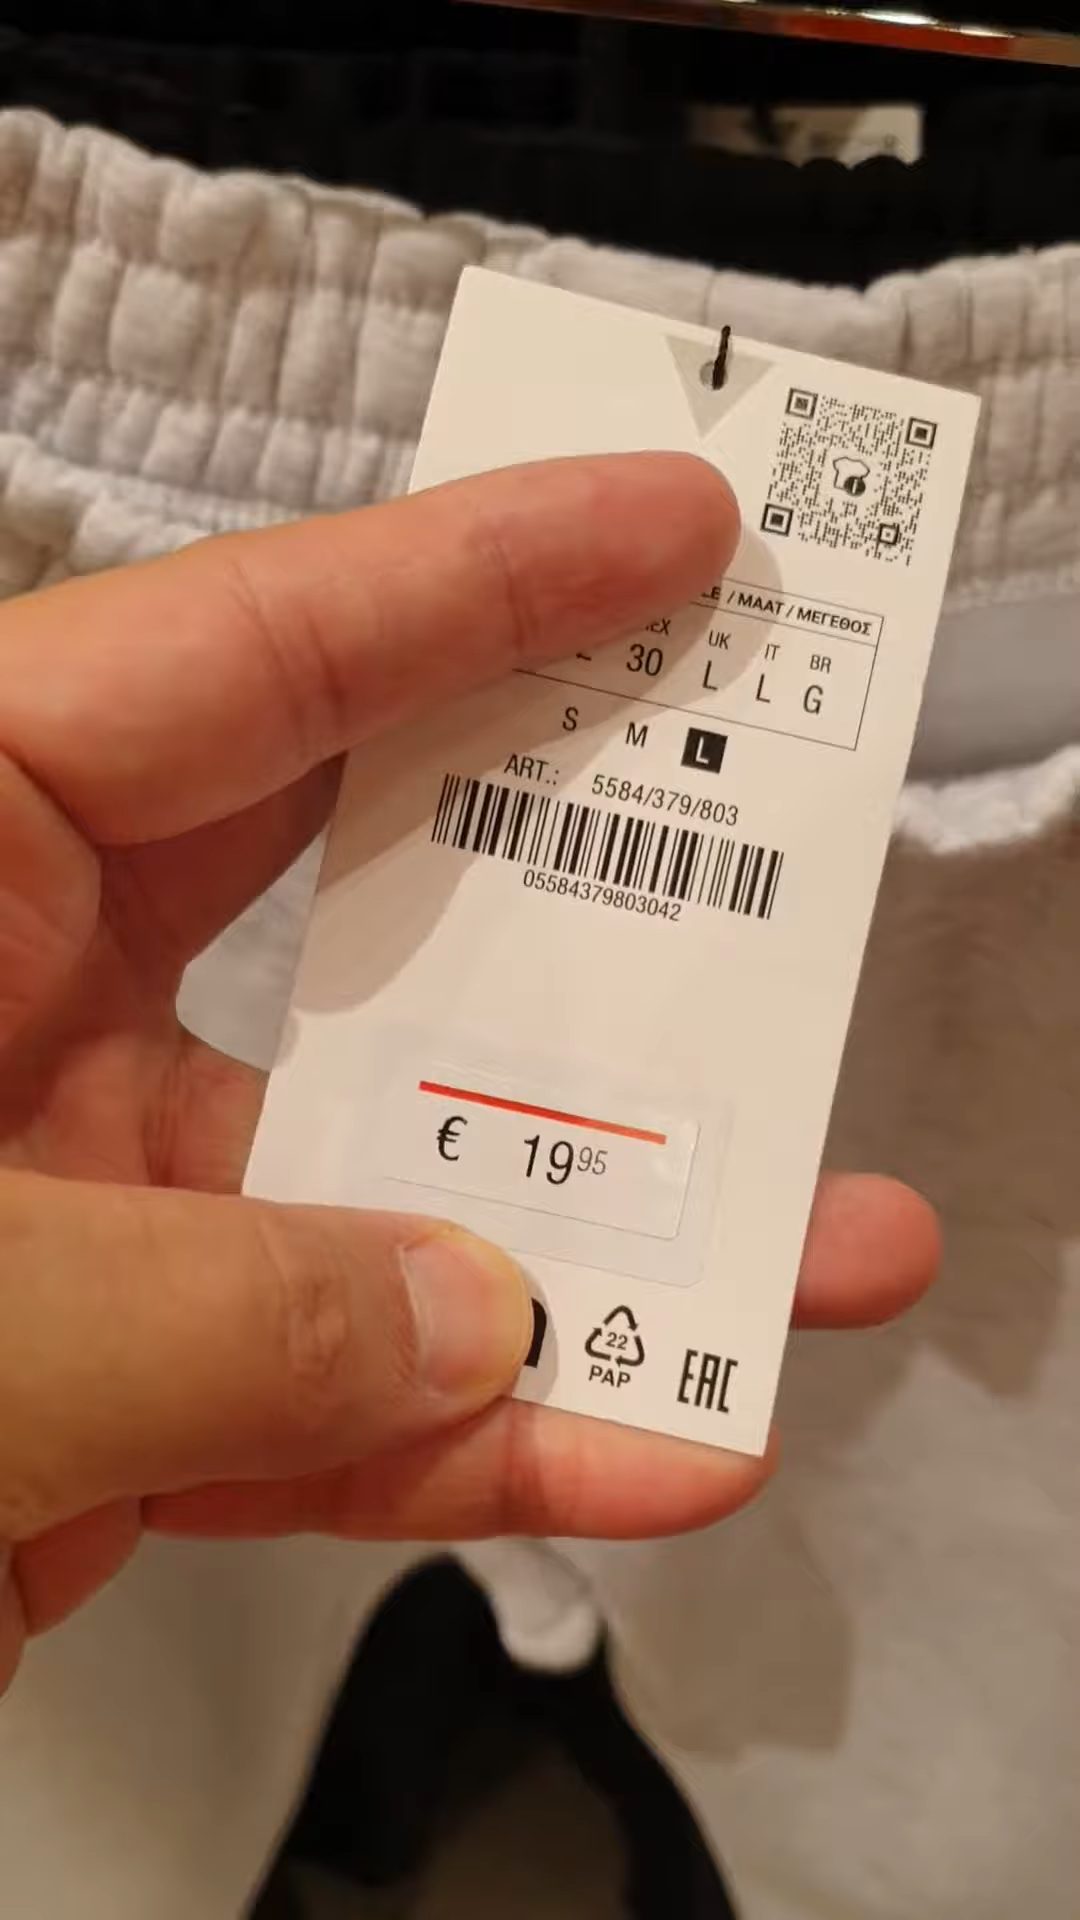 / MAAT / ΜΕΓΕΘΟΣ
UK IT BR
30 L L G
S M L
ART.: 5584/379/803
05584379803042
€ 19 95
22
PAP
EAC